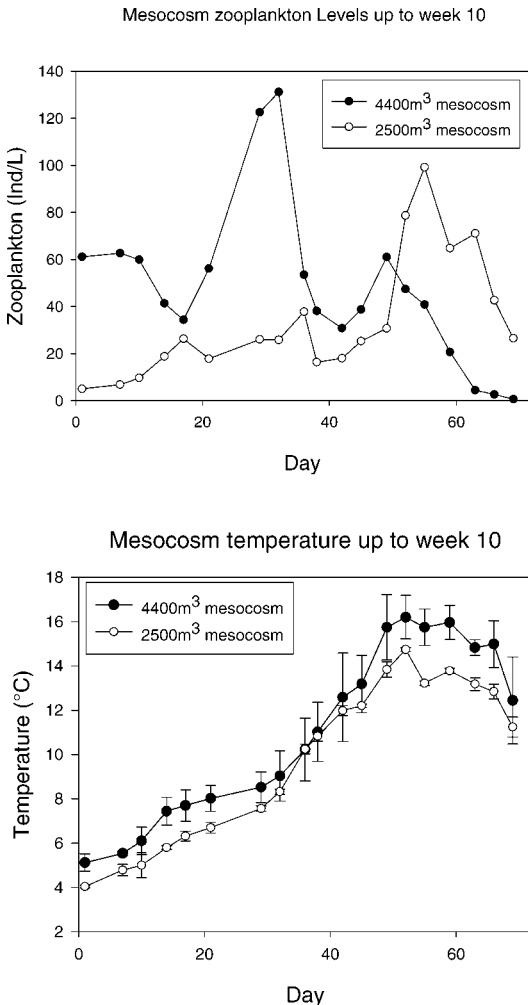 Mesocosm zooplankton Levels up to week 10
140
120
100
80
60
40
20
0
Zooplankton (Ind/L)
4400m³ mesocosm
2500m³ mesocosm
0 20 40 60
Day
Mesocosm temperature up to week 10
18
16
14
12
10
8
6
4
2
Temperature (°C)
4400m³ mesocosm
2500m³ mesocosm
0 20 40 60
Day